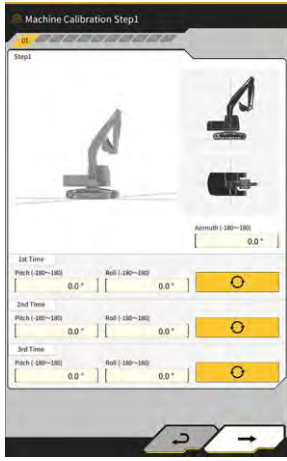 Machine Calibration Step1
01
Step1
Azimuth (-180~180)
0.0 °
1st Time
Pitch (-180~180) Roll (-180~180)
0.0 ° 0.0 °
2nd Time
Pitch (-180~180) Roll (-180~180)
0.0 ° 0.0 °
3rd Time
Pitch (-180~180) Roll (-180~180)
0.0 ° 0.0 °